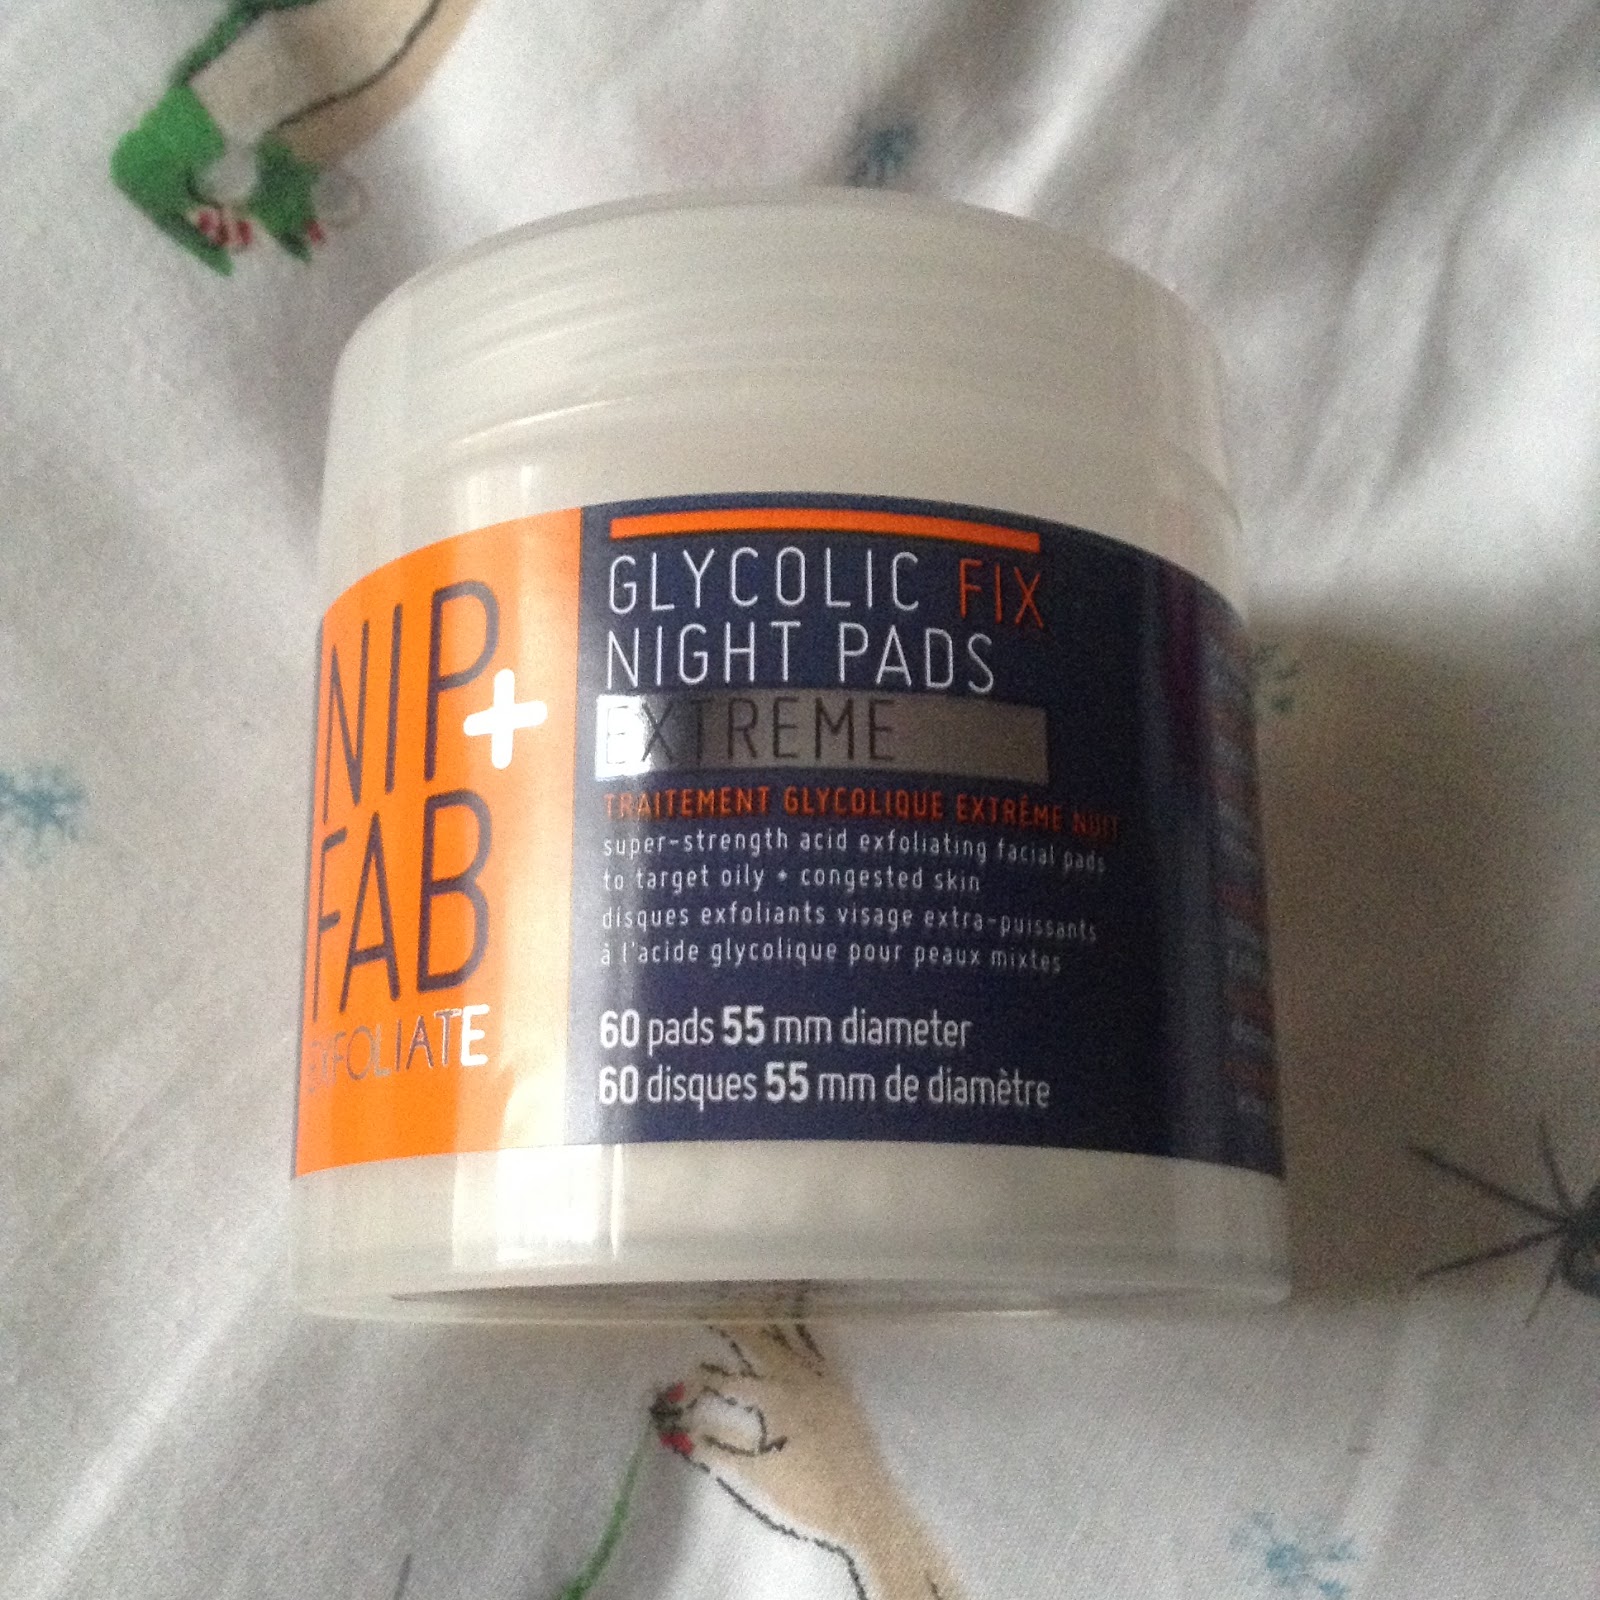 NIP+
FAB
EXFOLIATE
GLYCOLIC FIX
NIGHT PADS
EXTREME
TRAITEMENT GLYCOLIQUE EXTRÊME NUIT
super-strength acid exfoliating facial pads
to target oily + congested skin
disques exfoliants visage extra-puissants
à l'acide glycolique pour peaux mixtes
60 pads 55 mm diameter
60 disques 55 mm de diamètre